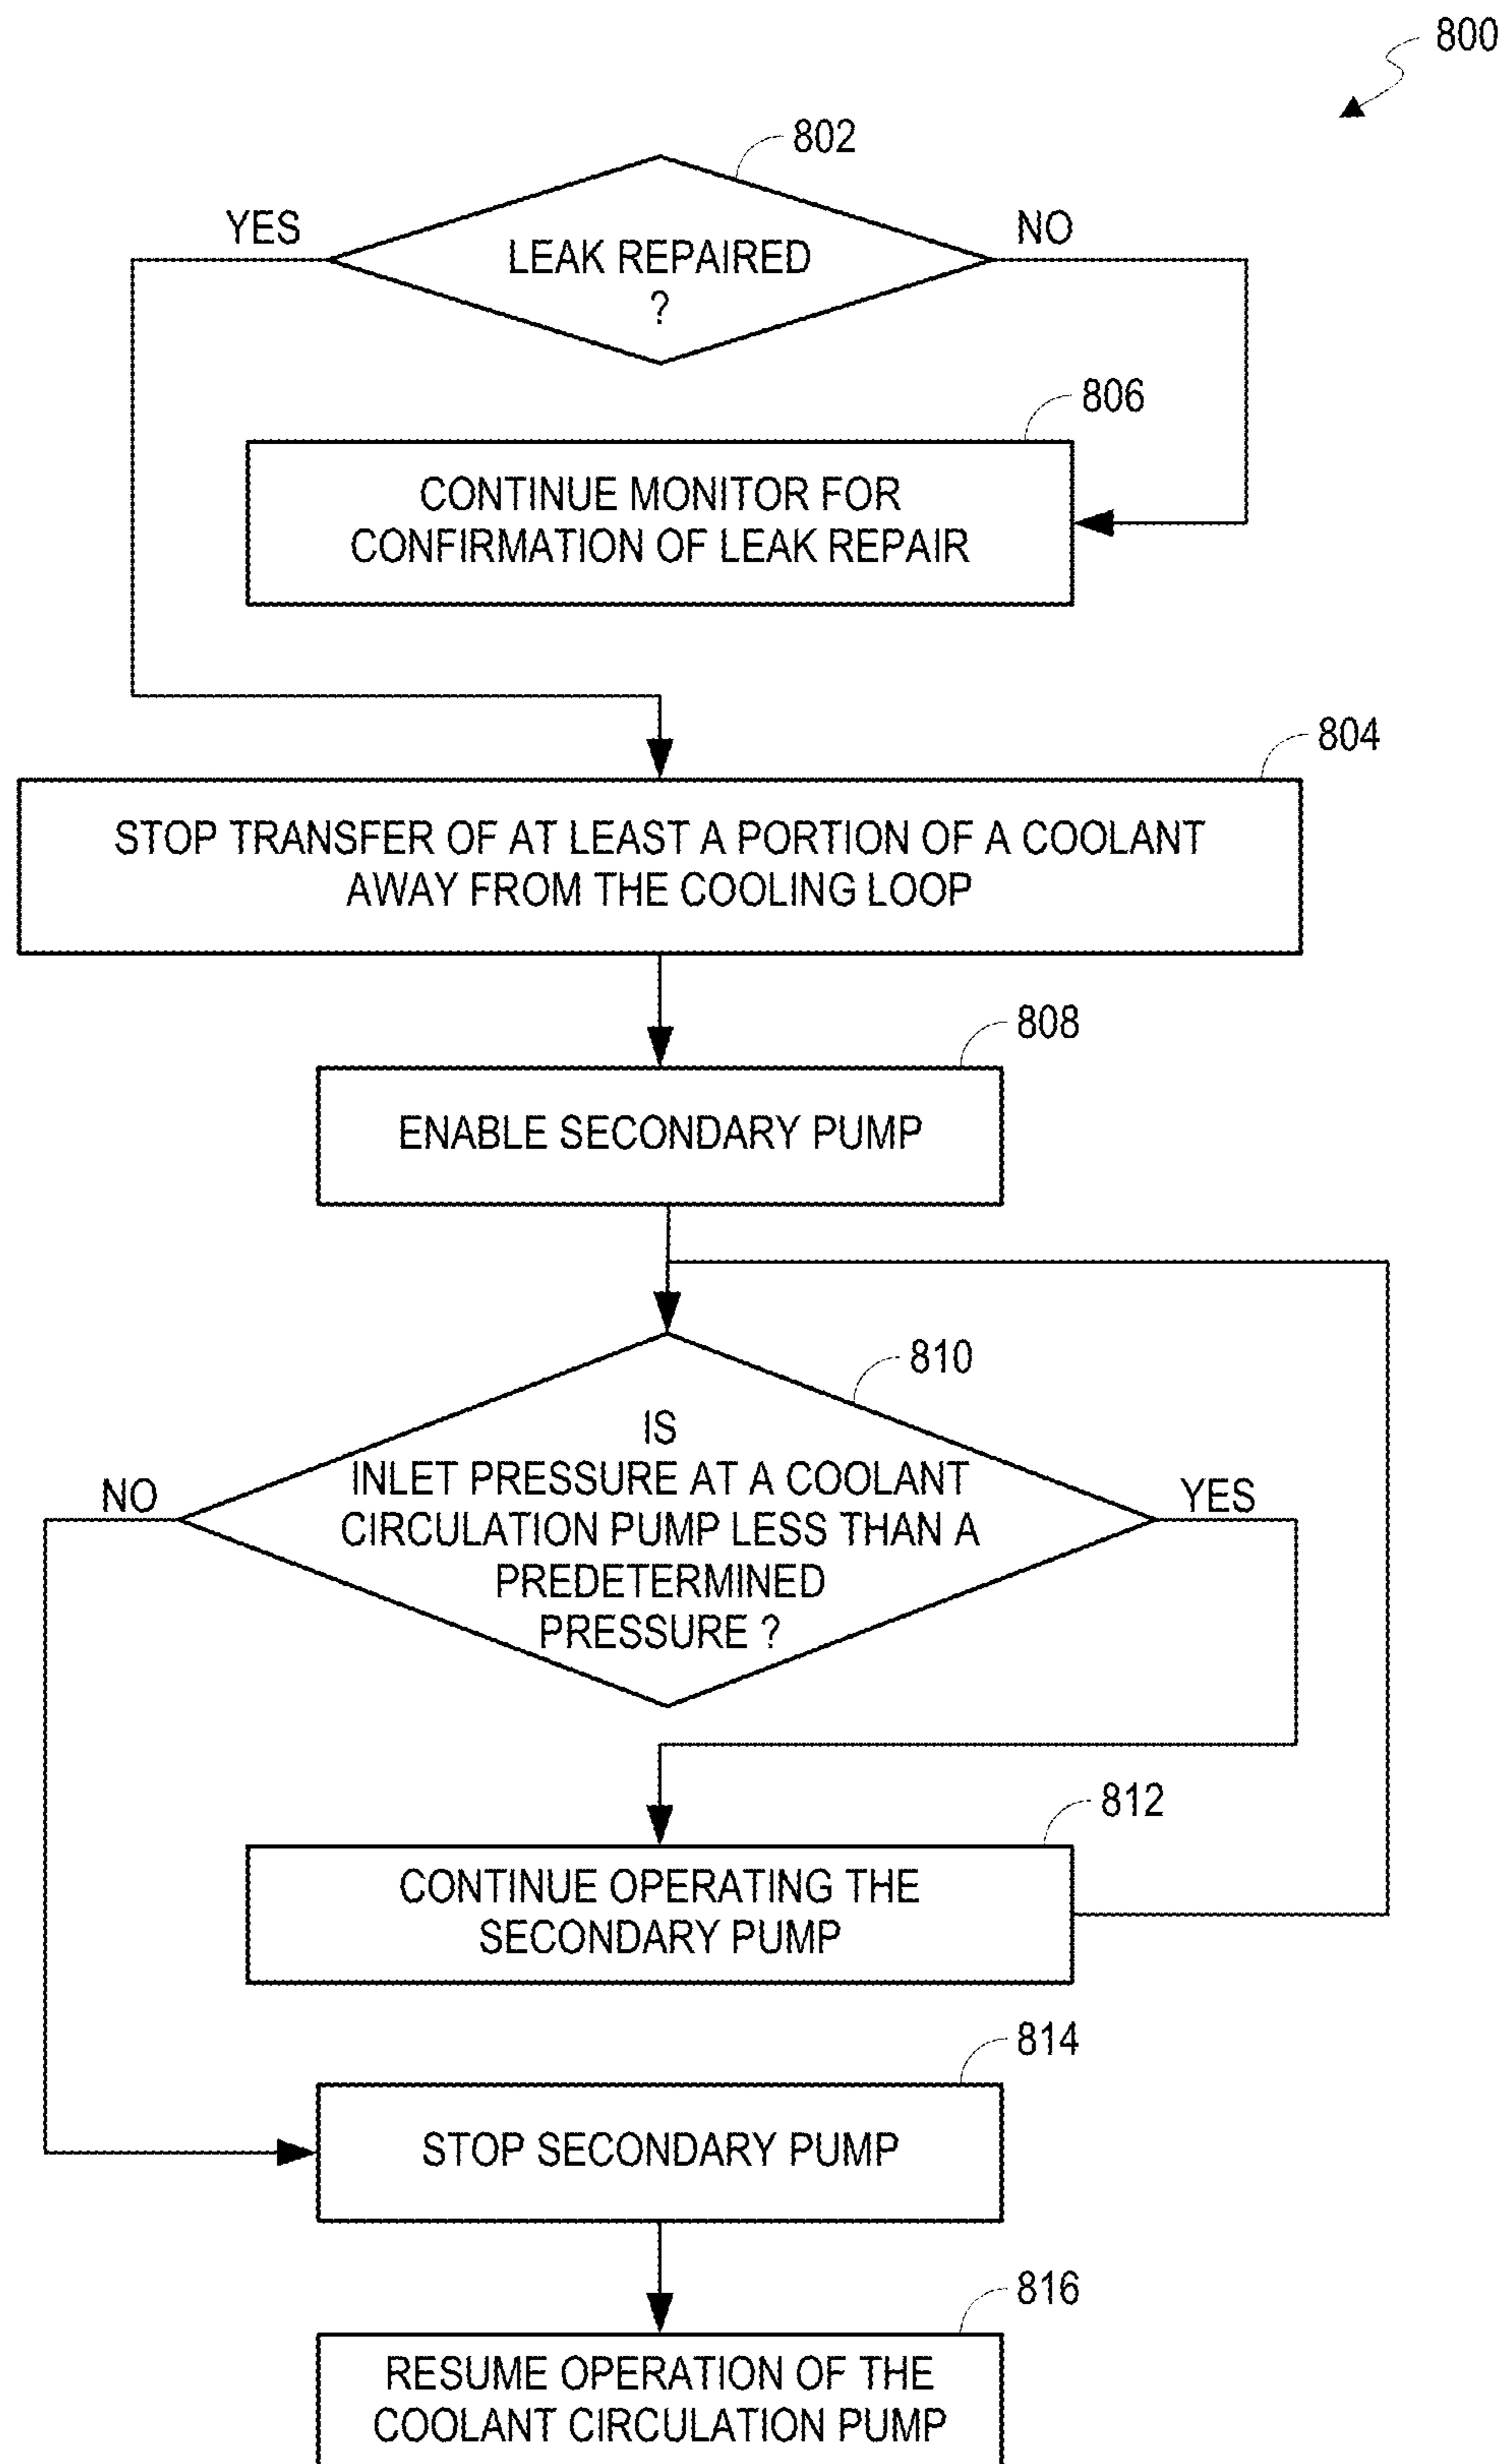 800
802
YES
NO
LEAK REPAIRED
?
806
CONTINUE MONITOR FOR
CONFIRMATION OF LEAK REPAIR
804
STOP TRANSFER OF AT LEAST A PORTION OF A COOLANT
AWAY FROM THE COOLING LOOP
808
ENABLE SECONDARY PUMP
810
IS
INLET PRESSURE AT A COOLANT
CIRCULATION PUMP LESS THAN A
PREDETERMINED
PRESSURE ?
NO
YES
812
CONTINUE OPERATING THE
SECONDARY PUMP
814
STOP SECONDARY PUMP
816
RESUME OPERATION OF THE
COOLANT CIRCULATION PUMP